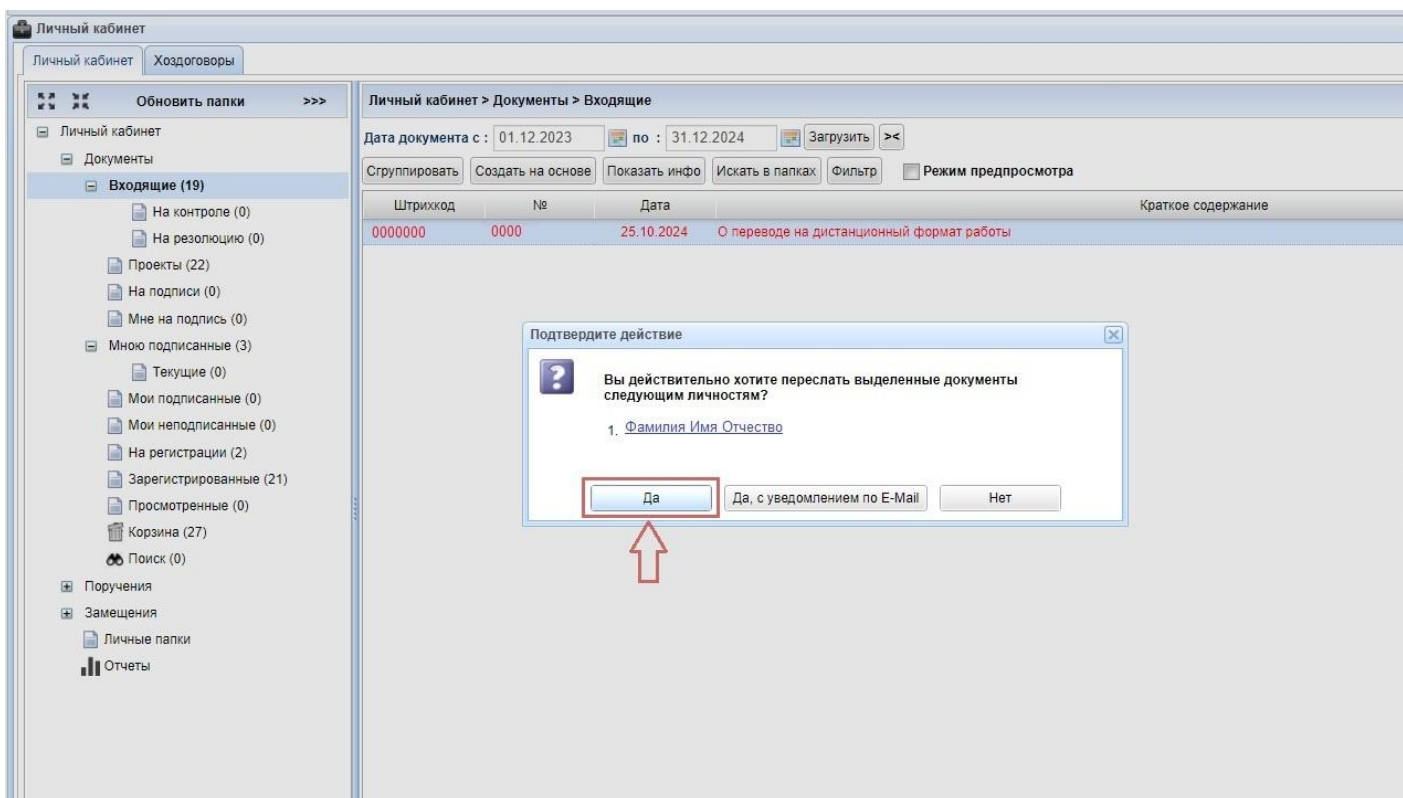 Личный кабинет
Личный кабинет Хоздоговоры
Обновить папки >>>
Личный кабинет
Документы
Входящие (19)
На контроле (0)
На резолюцию (0)
Проекты (22)
На подписи (0)
Мне на подпись (0)
Мною подписанные (3)
Текущие (0)
Мои подписанные (0)
Мои неподписанные (0)
На регистрации (2)
Зарегистрированные (21)
Просмотренные (0)
Корзина (27)
Поиск (0)
Поручения
Замещения
Личные папки
Отчеты
Личный кабинет > Документы > Входящие
Дата документа с : 01.12.2023 по : 31.12.2024 Загрузить ><
Сгруппировать Создать на основе Показать инфо Искать в папках Фильтр Режим предпросмотра
Штрихкод № Дата Краткое содержание
0000000 0000 25.10.2024 О переводе на дистанционный формат работы
Подтвердите действие
Вы действительно хотите переслать выделенные документы
следующим личностям?
1. Фамилия Имя Отчество
Да Да, с уведомлением по E-Mail Нет